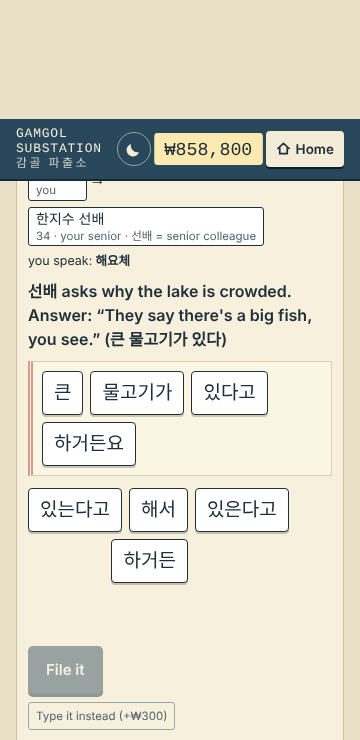 GAMGOL
SUBSTATION
감골 파출소
₩858,800
Home
you
→
한지수 선배
34 · your senior · 선배 = senior colleague
you speak: 해요체
선배 asks why the lake is crowded.
Answer: “They say there's a big fish,
you see.” (큰 물고기가 있다)
큰 물고기가 있다고
하거든요
있는다고 해서 있은다고
하거든
File it
Type it instead (+₩300)